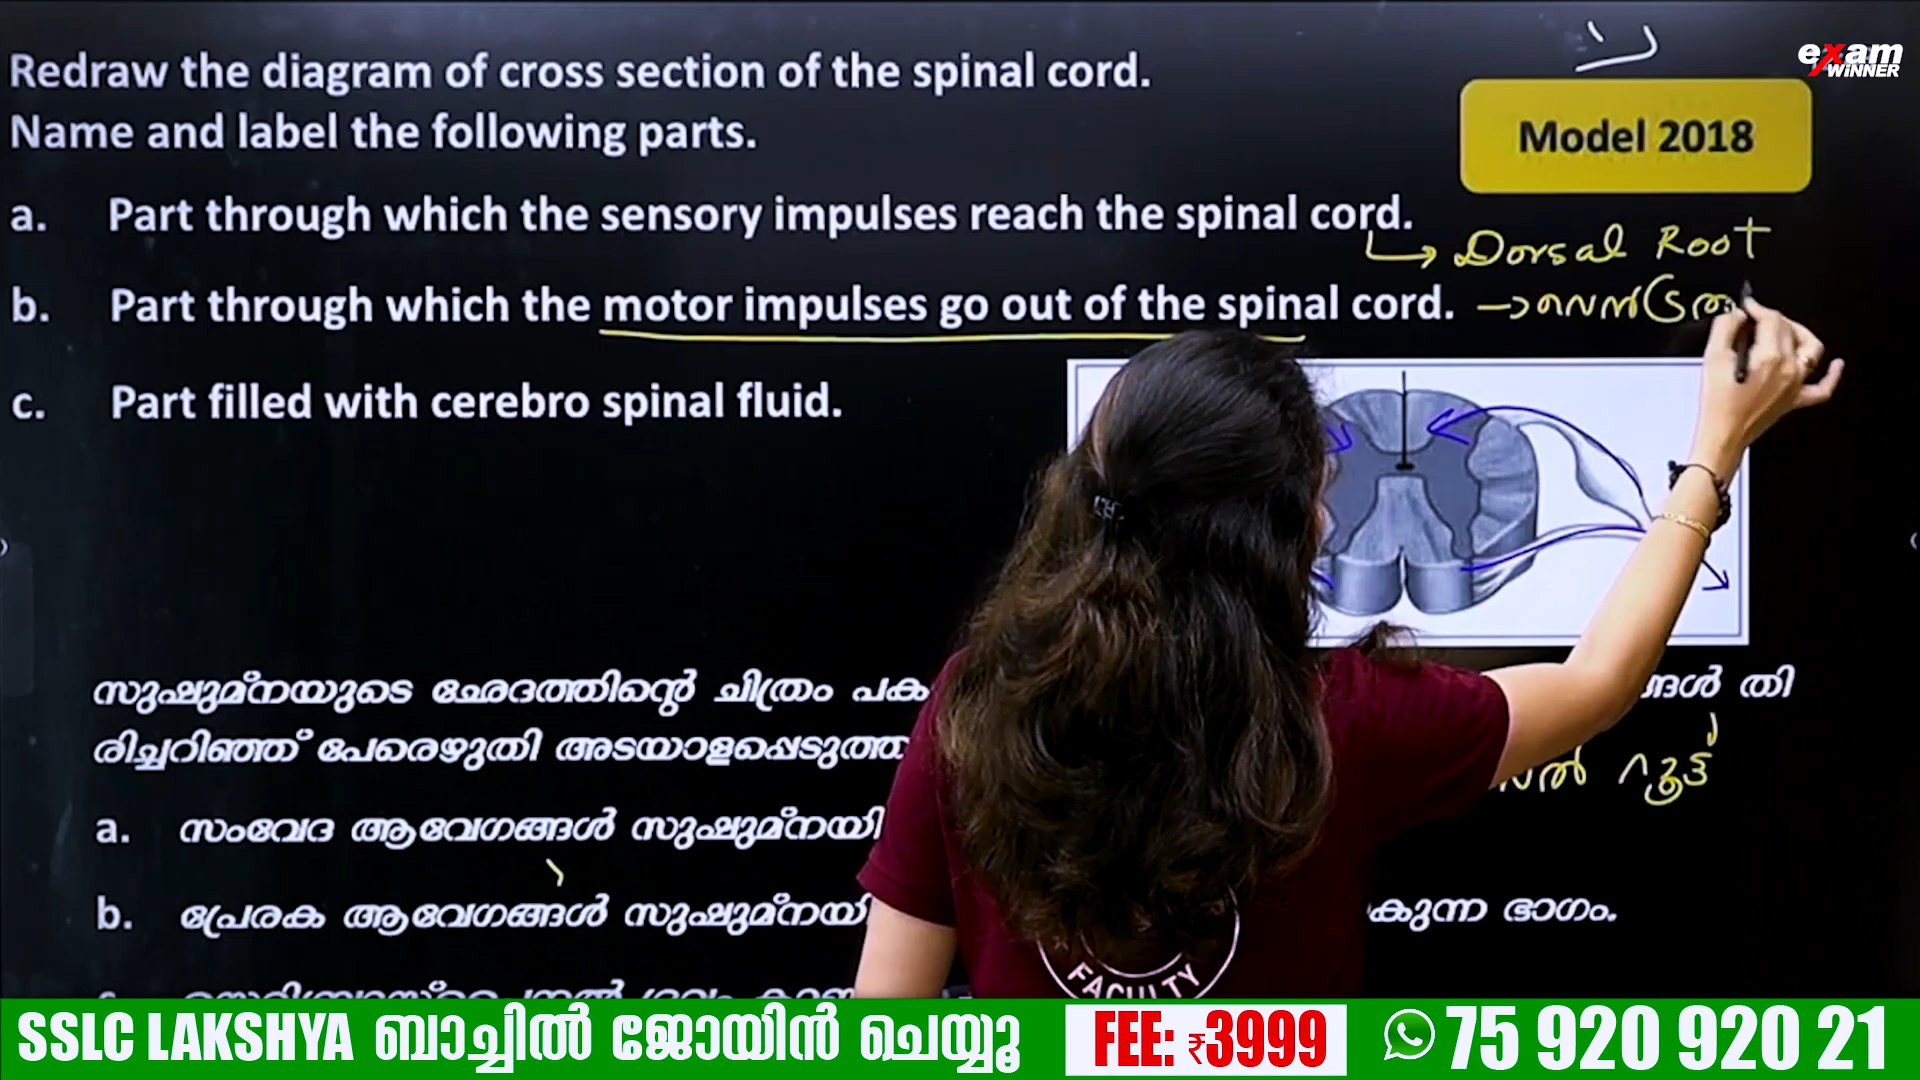 exam
WINNER
Redraw the diagram of cross section of the spinal cord.
Name and label the following parts.
Model 2018
a. Part through which the sensory impulses reach the spinal cord.
Dorsal Root
b. Part through which the motor impulses go out of the spinal cord.
c. Part filled with cerebro spinal fluid.
സുഷുമ്നയുടെ ഛേദത്തിന്റെ ചിത്രം പക ങ്ങൾ തി
രിച്ചറിഞ്ഞ് പേരെഴുതി അടയാളപ്പെടുത്ത
റൂട്ട്
a. സംവേദ ആവേഗങ്ങൾ സുഷുമ്നയി
b. പ്രേരക ആവേഗങ്ങൾ സുഷുമ്നയി കുന്ന ഭാഗം.
FACULTY
SSLC LAKSHYA ബാച്ചിൽ ജോയിൻ ചെയ്യൂ FEE: ₹3999 75 920 920 21